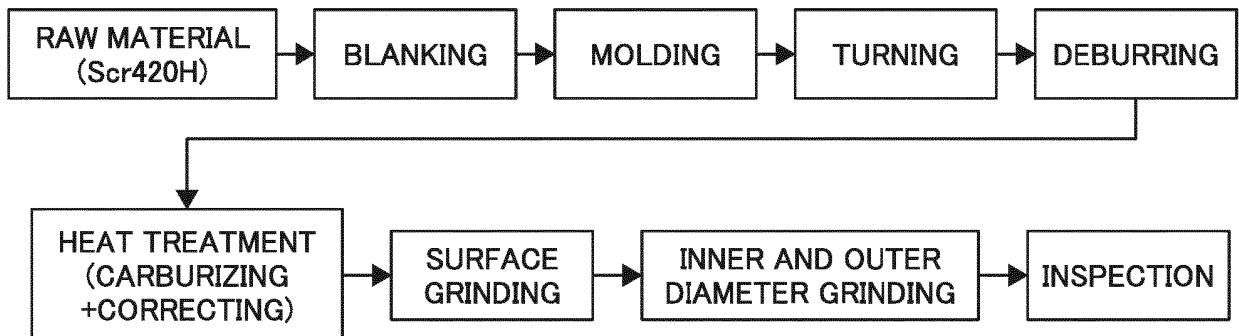 RAW MATERIAL
(Scr420H)
BLANKING
MOLDING
TURNING
DEBURRING
HEAT TREATMENT
(CARBURIZING
+CORRECTING)
SURFACE
GRINDING
INNER AND OUTER
DIAMETER GRINDING
INSPECTION